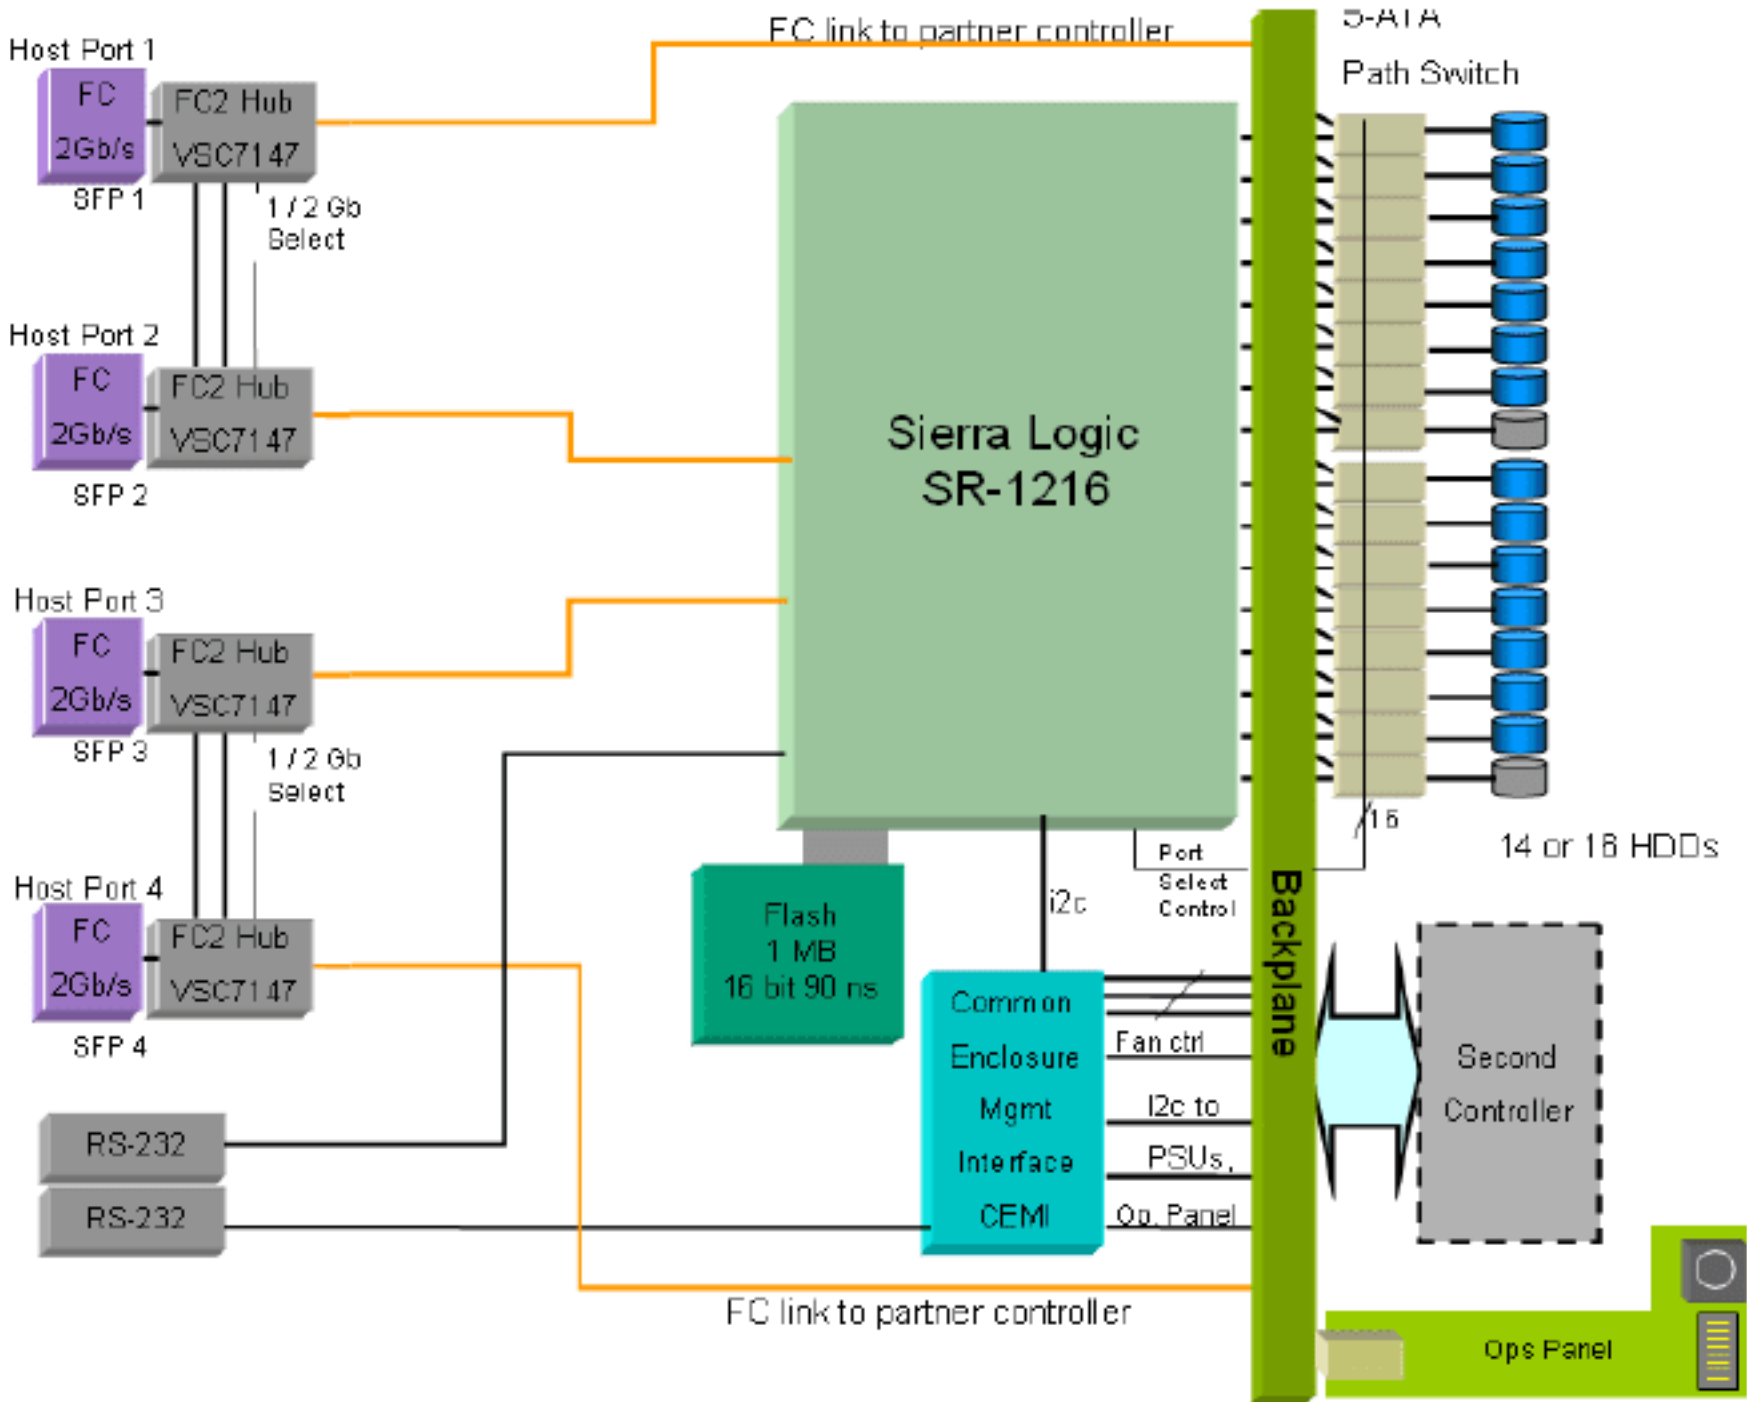 FC link to partner controller
S-ATA
Path Switch
Host Port 1
FC
2Gb/s
SFP 1
FC2 Hub
VSC7147
1 / 2 Gb
Select
Host Port 2
FC
2Gb/s
SFP 2
FC2 Hub
VSC7147
Sierra Logic
SR-1216
Host Port 3
FC
2Gb/s
SFP 3
FC2 Hub
VSC7147
1 / 2 Gb
Select
16
14 or 16 HDDs
Host Port 4
FC
2Gb/s
SFP 4
FC2 Hub
VSC7147
Flash
1 MB
16 bit 90 ns
i2c
Port
Select
Control
Backplane
Common
Enclosure
Mgmt
Interface
CEMI
Fan ctrl
I2c to
PSUs,
Op. Panel
Second
Controller
RS-232
RS-232
FC link to partner controller
Ops Panel